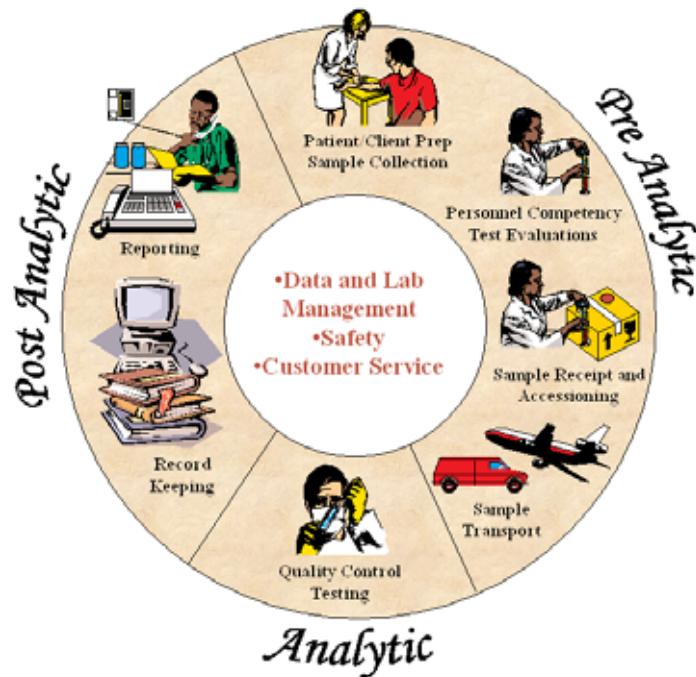 Patient/Client Prep
Sample Collection
Pre Analytic
Personnel Competency
Test Evaluations
Sample Receipt and
Accessioning
Sample
Transport
Quality Control
Testing
Analytic
Record
Keeping
Reporting
Post Analytic
•Data and Lab
Management
•Safety
•Customer Service